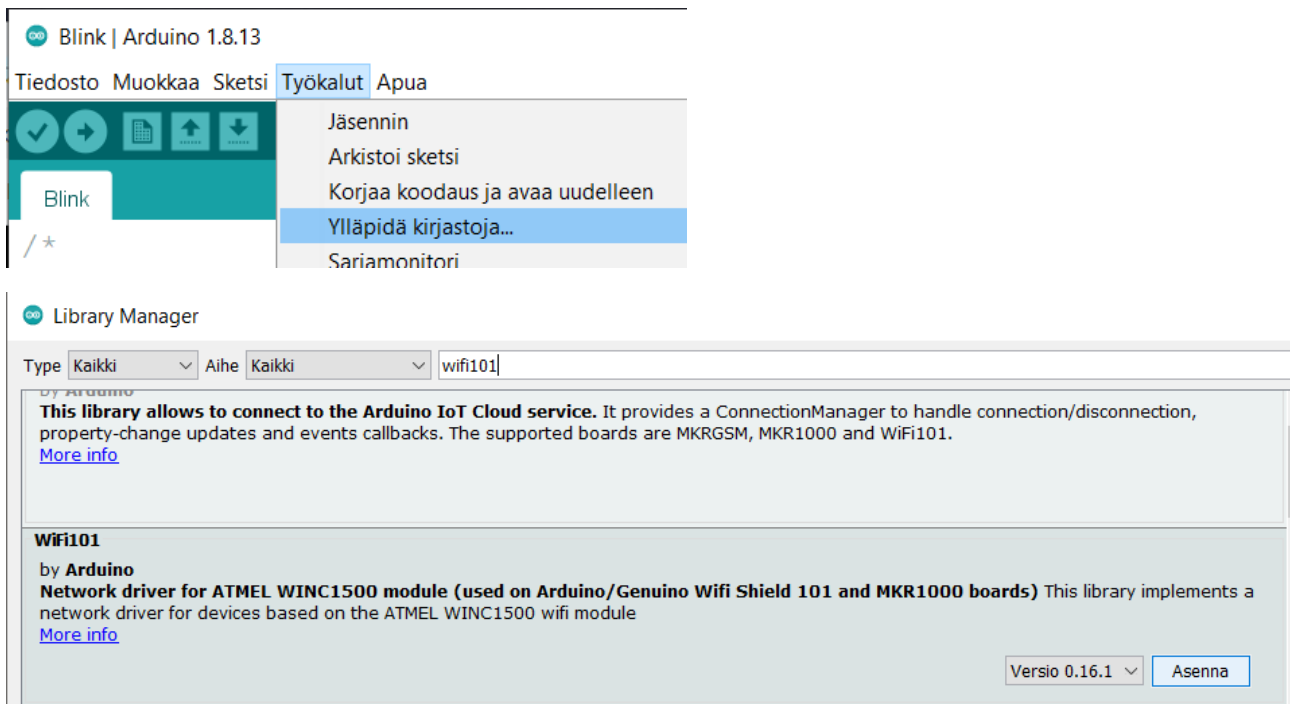 Blink | Arduino 1.8.13
Tiedosto Muokkaa Sketsi Työkalut Apua
Jäsennin
Arkistoi sketsi
Korjaa koodaus ja avaa uudelleen
Blink
Ylläpidä kirjastoja...
/*
Sarjamonitori
Library Manager
Type Kaikki Aihe Kaikki wifi101
by Arduino
This library allows to connect to the Arduino IoT Cloud service. It provides a ConnectionManager to handle connection/disconnection,
property-change updates and events callbacks. The supported boards are MKRGSM, MKR1000 and WiFi101.
More info
WiFi101
by Arduino
Network driver for ATMEL WINC1500 module (used on Arduino/Genuino Wifi Shield 101 and MKR1000 boards) This library implements a
network driver for devices based on the ATMEL WINC1500 wifi module
More info
Versio 0.16.1 Asenna